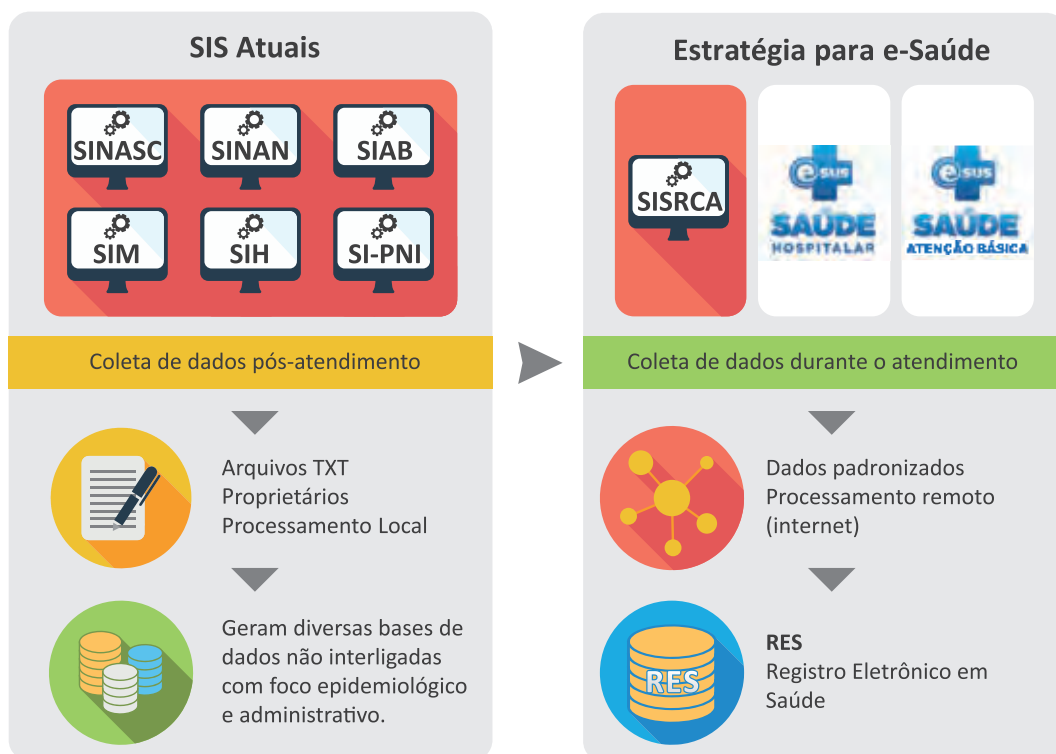 SIS Atuais
SINASC
SINAN
SIAB
SIM
SIH
SI-PNI
Coleta de dados pós-atendimento
Arquivos TXT
Proprietários
Processamento Local
Geram diversas bases de
dados não interligadas
com foco epidemiológico
e administrativo.
Estratégia para e-Saúde
SISRCA
e sus
SAÚDE
HOSPITALAR
e sus
SAÚDE
ATENÇÃO BÁSICA
Coleta de dados durante o atendimento
Dados padronizados
Processamento remoto
(internet)
RES
RES
Registro Eletrônico em
Saúde